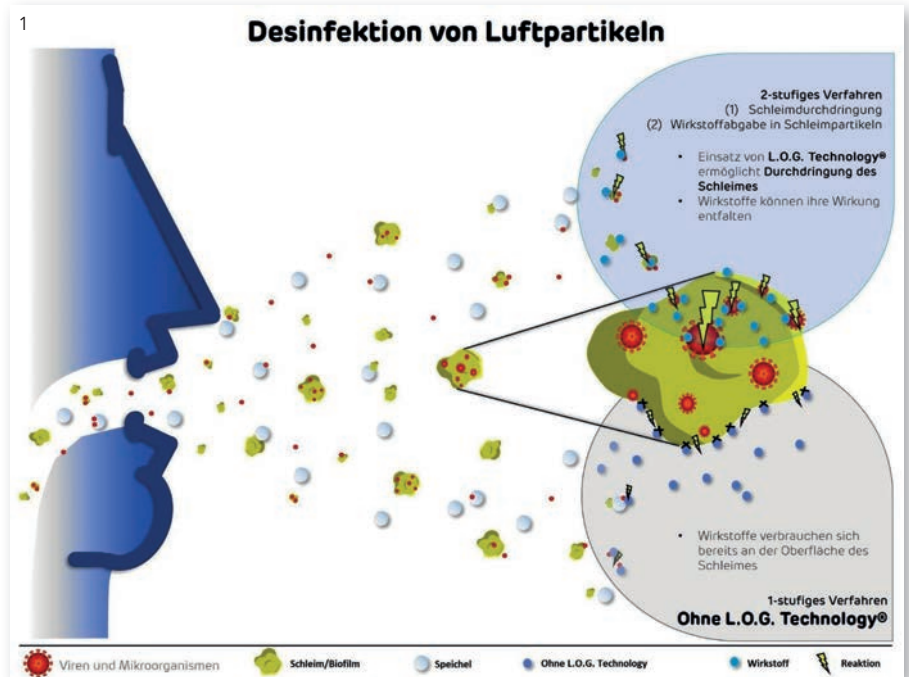 1
Desinfektion von Luftpartikeln
2-stufiges Verfahren
(1) Schleimdurchdringung
(2) Wirkstoffabgabe in Schleimpartikeln
• Einsatz von L.O.G. Technology®
ermöglicht Durchdringung des
Schleimes
• Wirkstoffe können ihre Wirkung
entfalten
• Wirkstoffe verbrauchen sich
bereits an der Oberfläche des
Schleimes
1-stufiges Verfahren
Ohne L.O.G. Technology®
Viren und Mikroorganismen
Schleim/Biofilm
Speichel
Ohne L.O.G. Technology
Wirkstoff
Reaktion